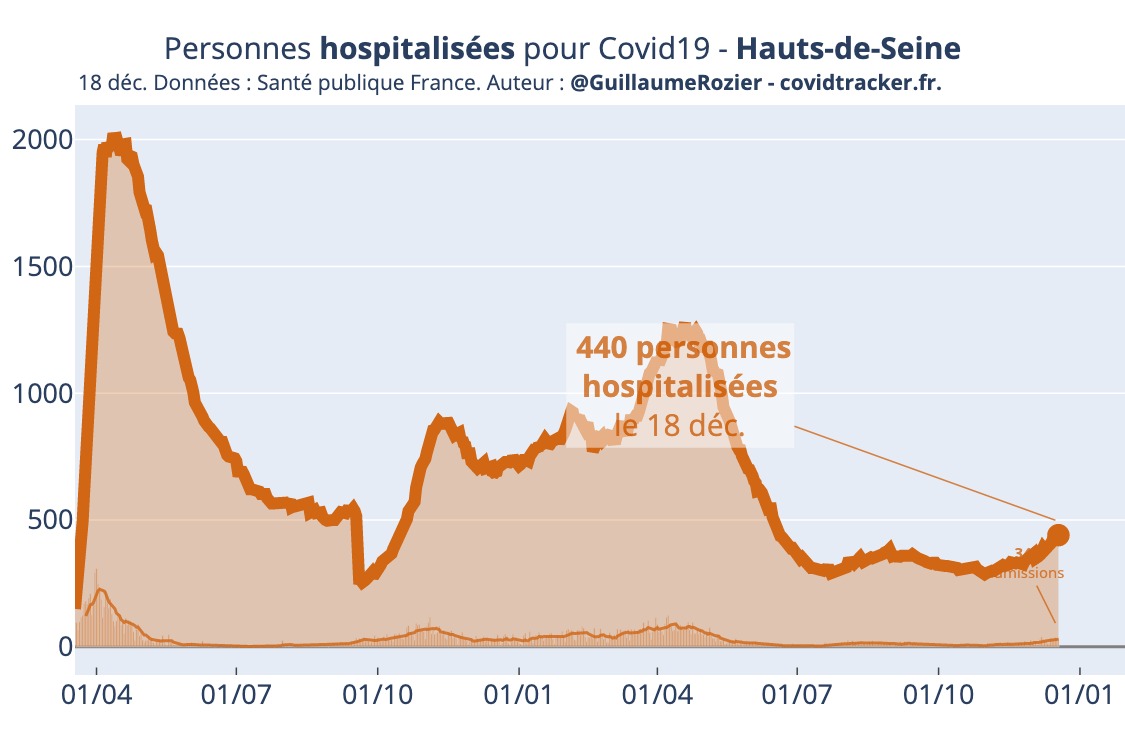 Personnes hospitalisées pour Covid19 - Hauts-de-Seine
18 déc. Données : Santé publique France. Auteur : @GuillaumeRozier - covidtracker.fr.
2000
1500
1000
500
0
440 personnes
hospitalisées
le 18 déc.
admissions
01/04
01/07
01/10
01/01
01/04
01/07
01/10
01/01